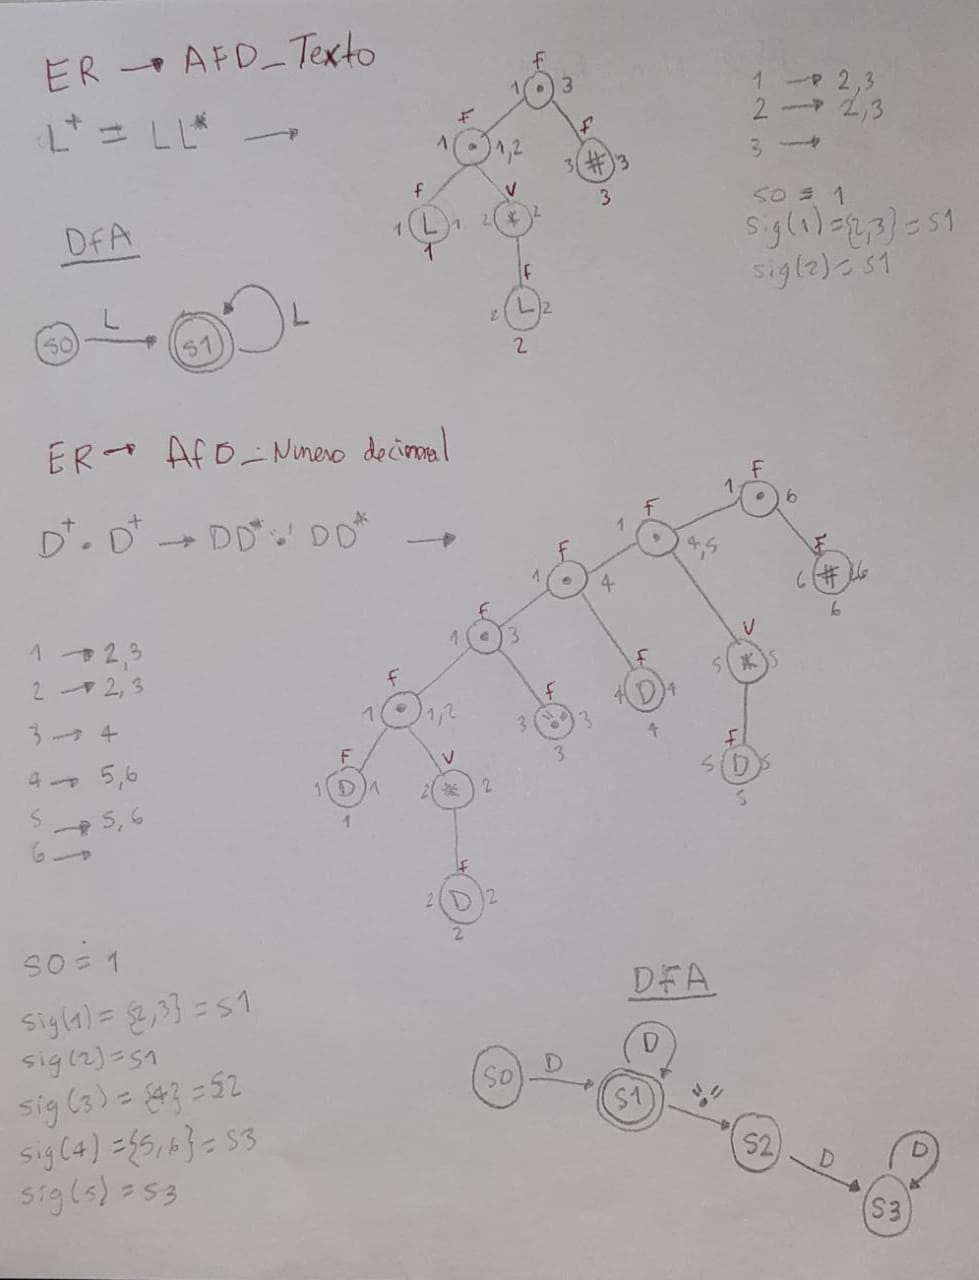 ER → AFD_Texto
L⁺ = LL* →
F
1 • 3
F
1 • 1,2
F
3 # 3
3
F
1 L 1
1
V
2 * 2
F
2 L 2
2
1 → 2,3
2 → 2,3
3 →
S0 = 1
Sig(1)={2,3}=S1
sig(2)=S1
DFA
S0 L S1 L
ER → AFD_Numero decimal
D⁺.D⁺ → DD*'.'DD* →
F
1 • 6
F
1 • 4,5
F
6 # 6
6
F
1 • 4
F
1 • 3
V
5 * 5
F
4 D 4
4
F
1 • 1,2
F
3 '.' 3
3
F
5 D 5
5
F
1 D 1
1
V
2 * 2
F
2 D 2
2
1 → 2,3
2 → 2,3
3 → 4
4 → 5,6
5 → 5,6
6 →
S0 = 1
Sig(1)= {2,3} = S1
sig(2)=S1
sig(3) = {4} = S2
sig(4) ={5,6}= S3
sig(5) = S3
DFA
S0 D S1 D
"."
S2 D S3 D